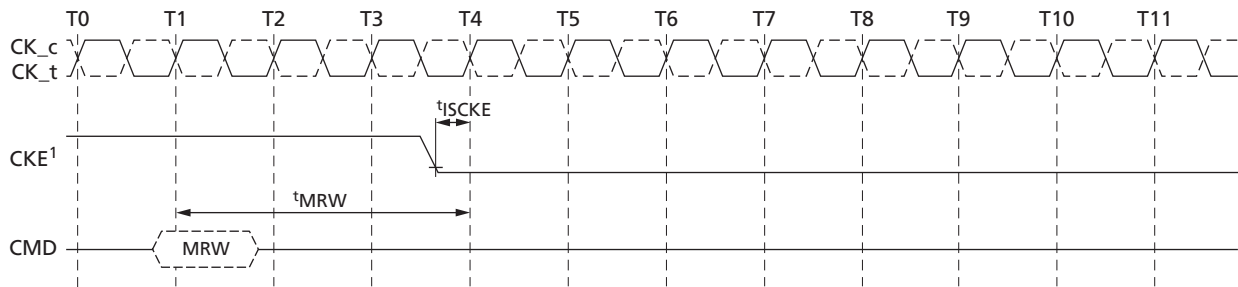 T0 T1 T2 T3 T4 T5 T6 T7 T8 T9 T10 T11
CK_c
CK_t
tISCKE
CKE1
tMRW
CMD MRW